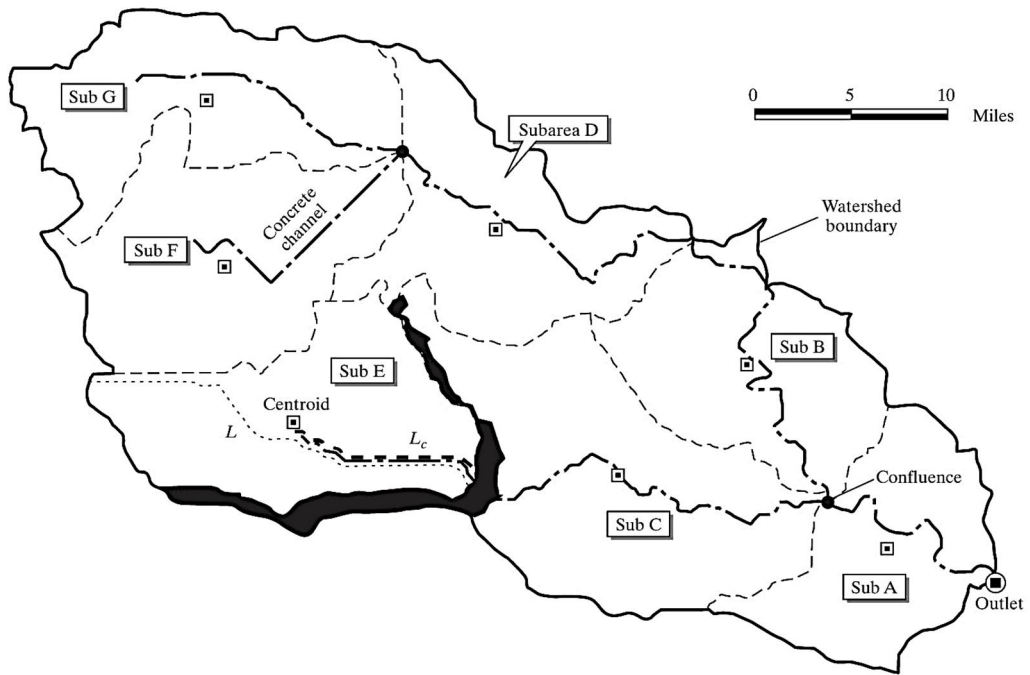 Sub G
Subarea D
0 5 10
Miles
Watershed
boundary
Concrete
channel
Sub F
Sub B
Sub E
Centroid
L
Lc
Confluence
Sub C
Sub A
Outlet